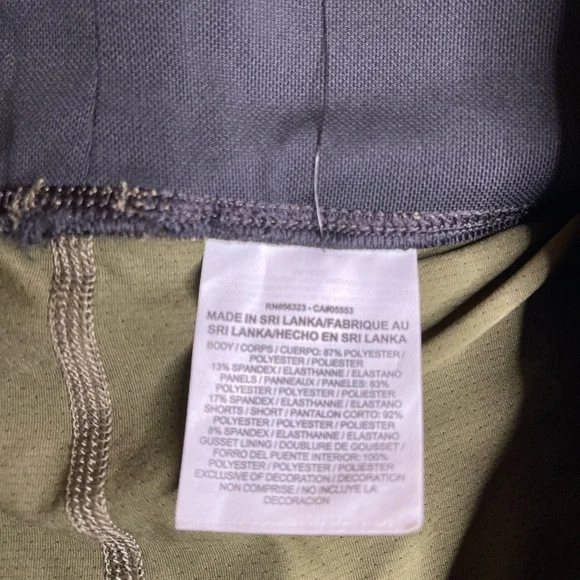 RN#56323 - CA#05553
MADE IN SRI LANKA/FABRIQUE AU
SRI LANKA/HECHO EN SRI LANKA
BODY / CORPS / CUERPO: 87% POLYESTER /
POLYESTER / POLIESTER
13% SPANDEX / ELASTHANNE / ELASTANO
PANELS / PANNEAUX / PANELES: 83%
POLYESTER / POLYESTER / POLIESTER
17% SPANDEX / ELASTHANNE / ELASTANO
SHORTS / SHORT / PANTALON CORTO: 92%
POLYESTER / POLYESTER / POLIESTER
8% SPANDEX / ELASTHANNE / ELASTANO
GUSSET LINING / DOUBLURE DE GOUSSET /
FORRO DEL PUENTE INTERIOR: 100%
POLYESTER / POLYESTER / POLIESTER
EXCLUSIVE OF DECORATION / DECORATION
NON COMPRISE / NO INCLUYE LA
DECORACION